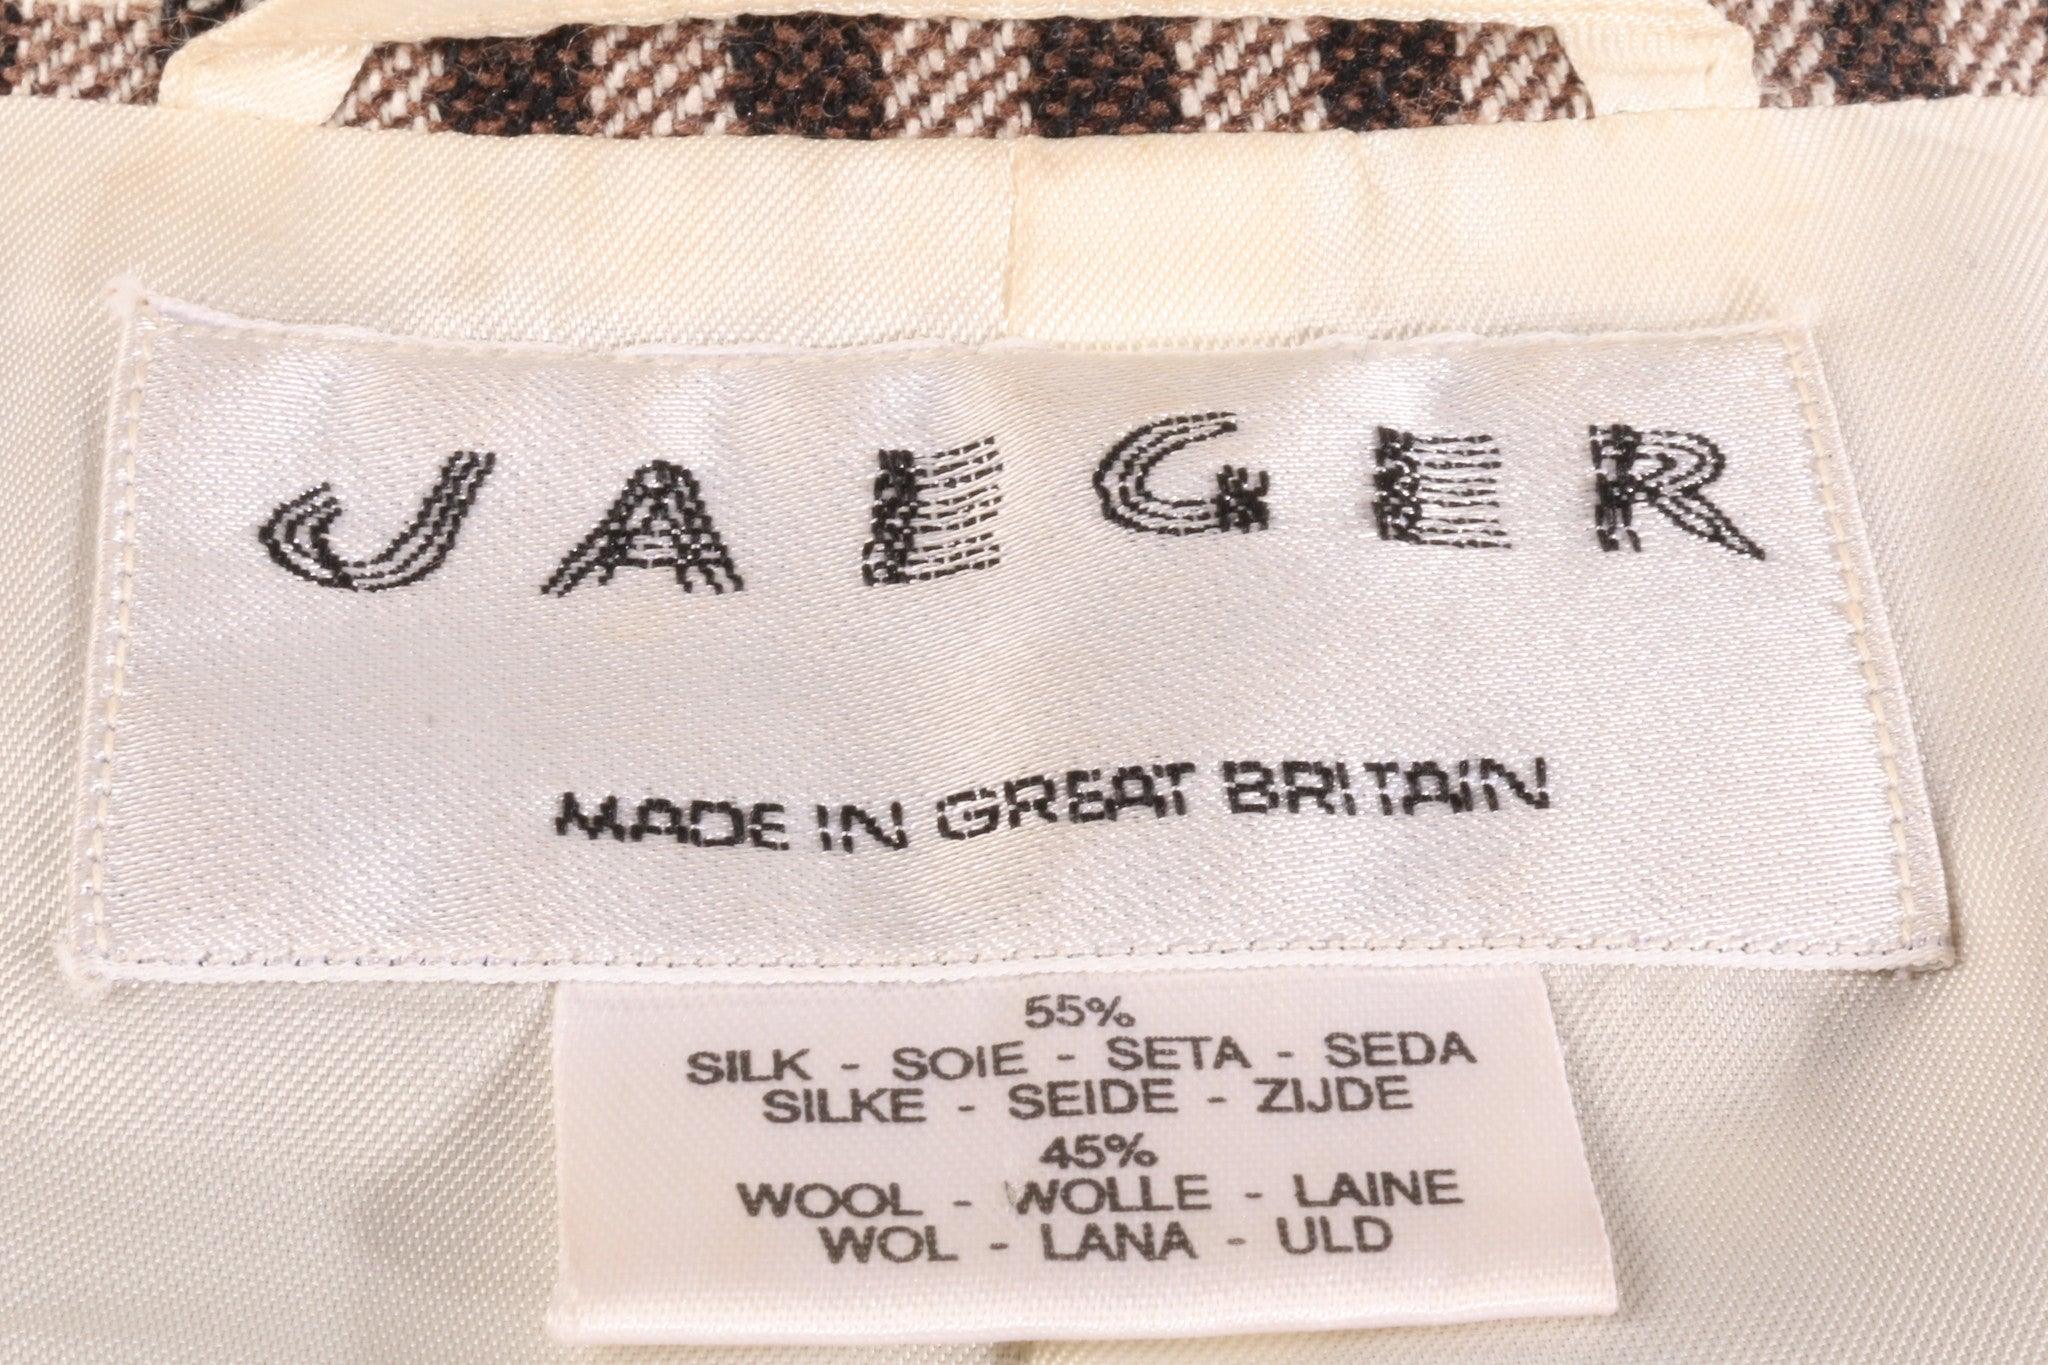 JAEGER
MADE IN GREAT BRITAIN
55%
SILK - SOIE - SETA - SEDA
SILKE - SEIDE - ZIJDE
45%
WOOL - WOLLE - LAINE
WOL - LANA - ULD